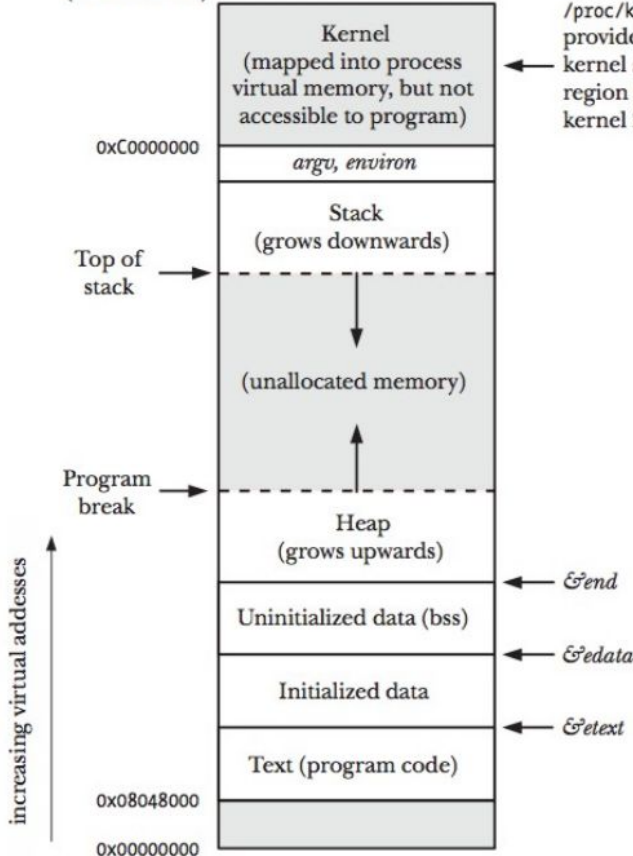 Kernel
(mapped into process
virtual memory, but not
accessible to program)
/proc/k
provide
kernel
region
kernel
0xC0000000
argv, environ
Stack
(grows downwards)
Top of
stack
(unallocated memory)
Program
break
Heap
(grows upwards)
&end
Uninitialized data (bss)
&edata
Initialized data
&etext
Text (program code)
0x08048000
0x00000000
increasing virtual addesses